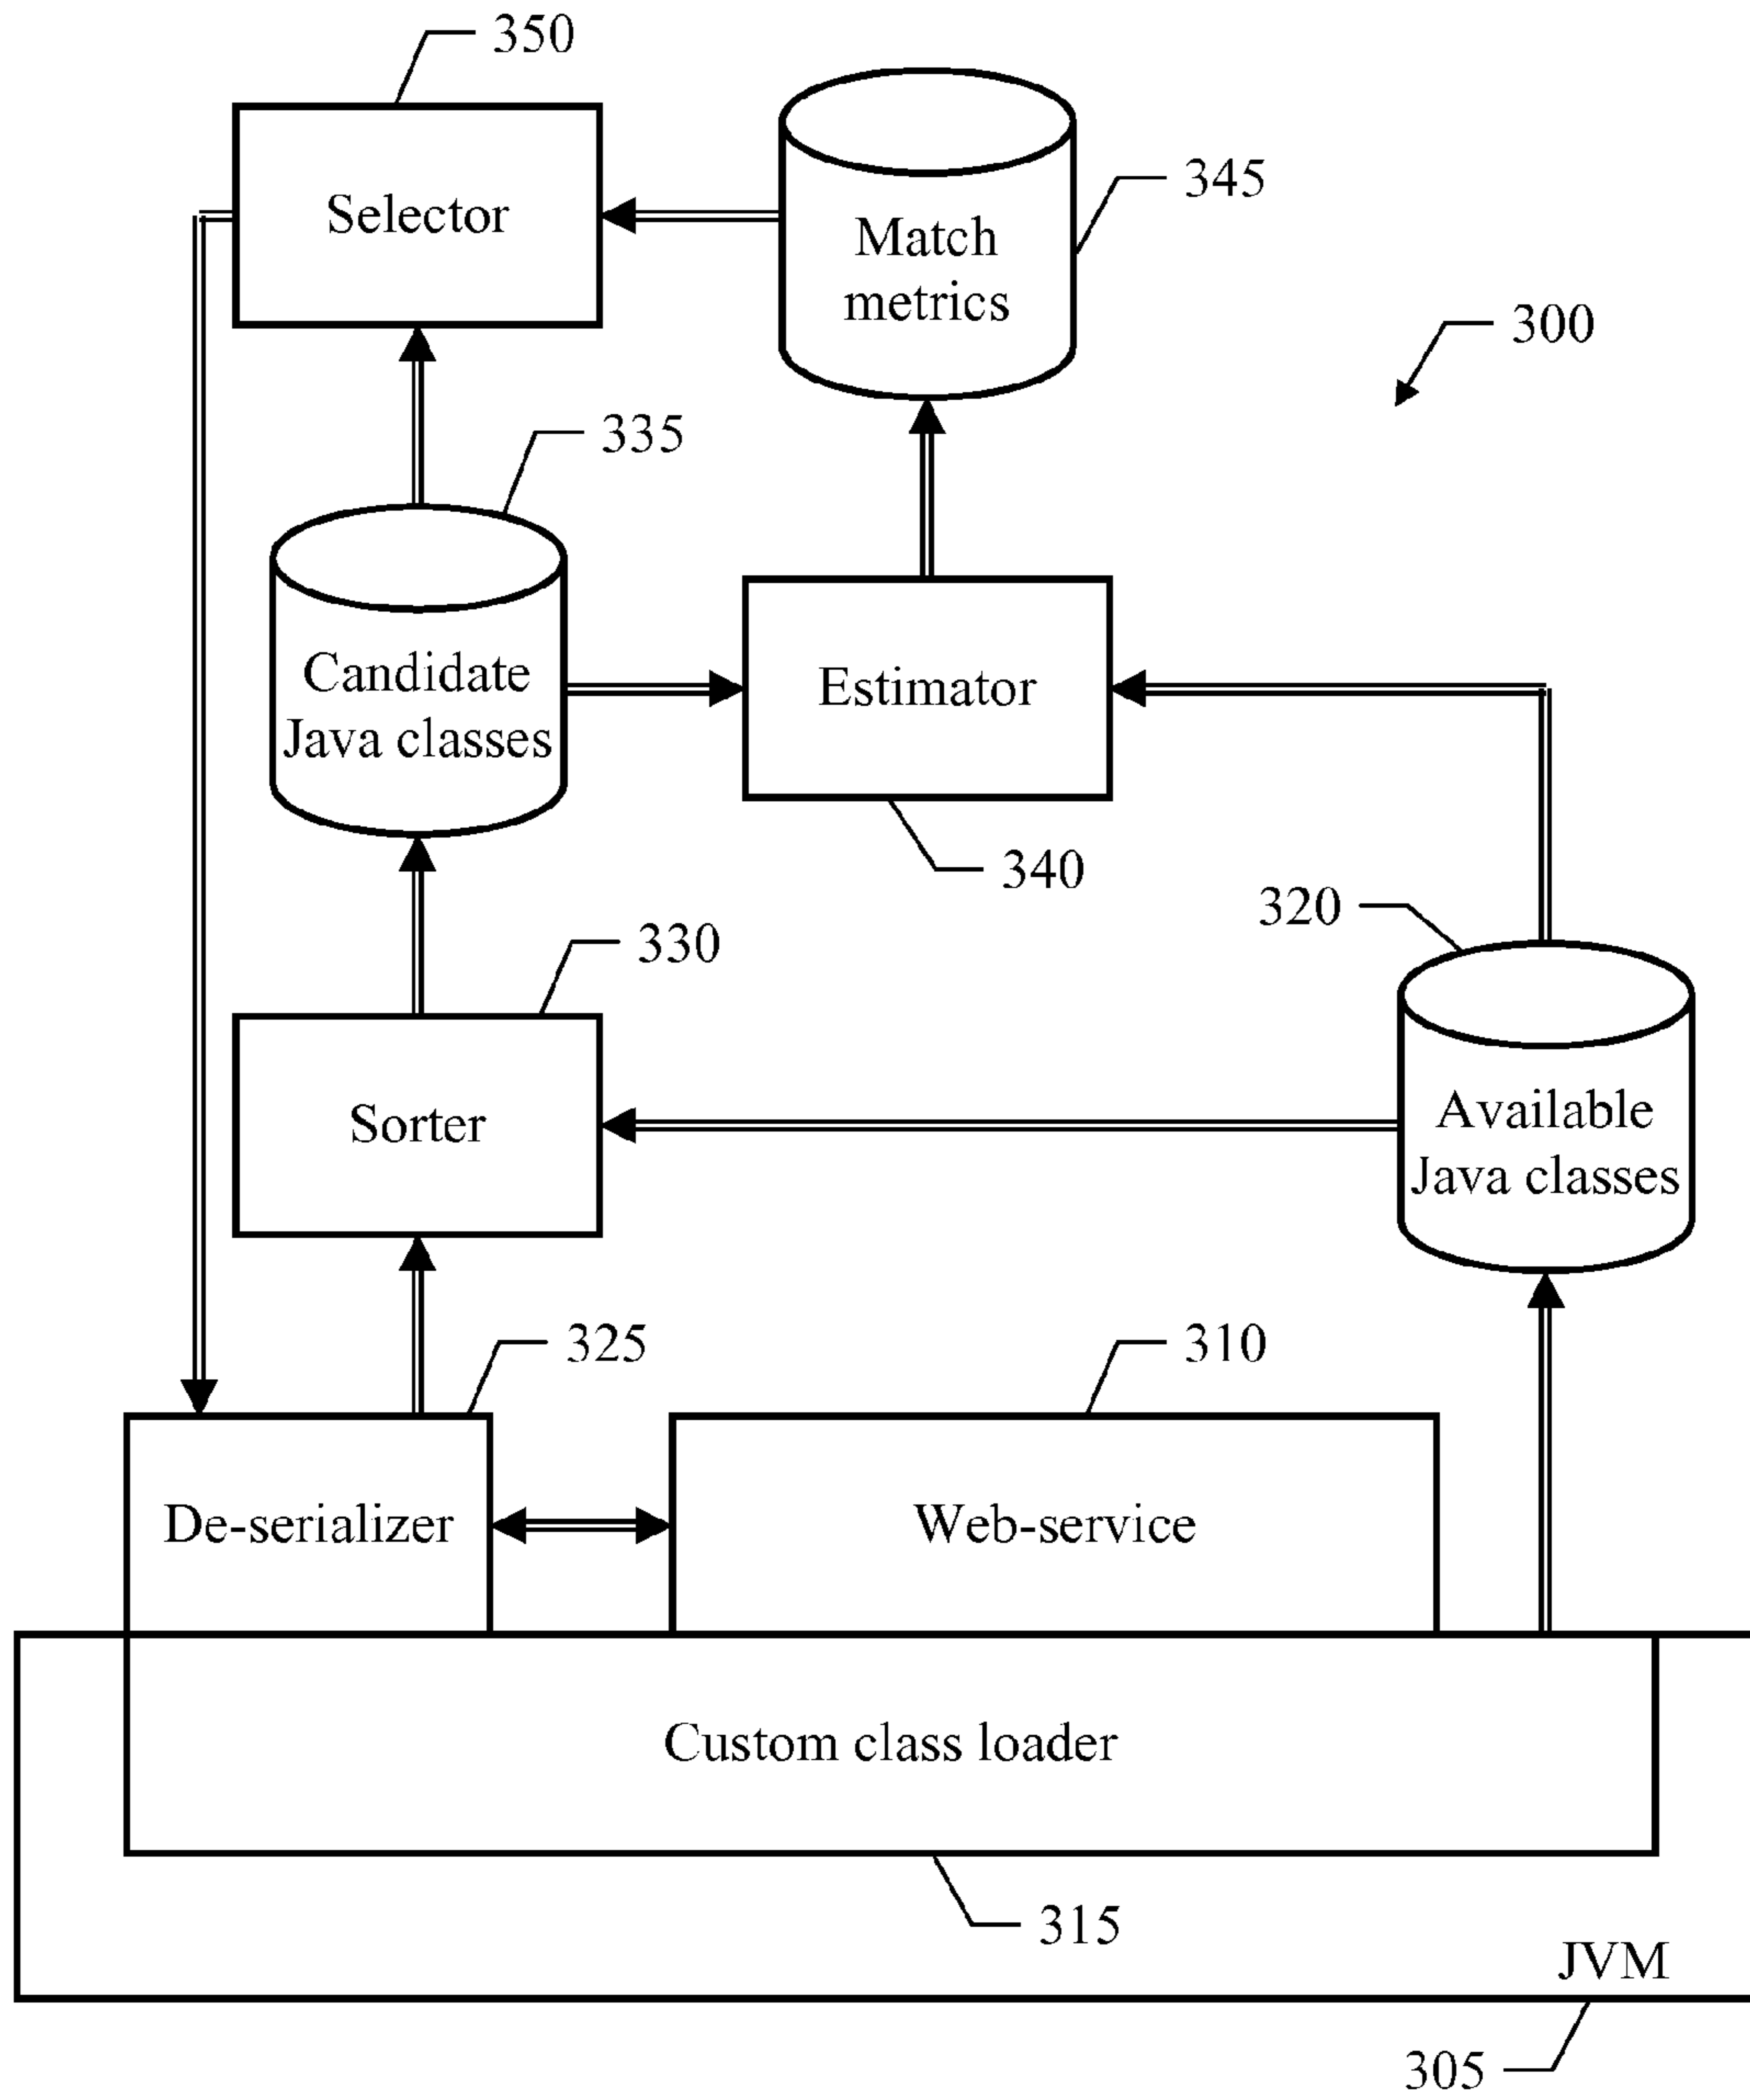 350
Selector
Match
metrics
345
300
335
Candidate
Java classes
Estimator
340
320
330
Sorter
Available
Java classes
325
310
De-serializer
Web-service
Custom class loader
315
JVM
305